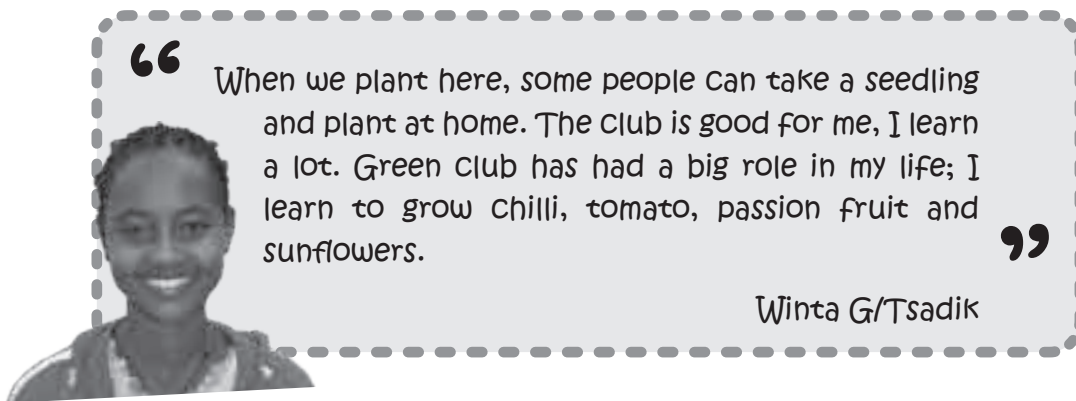 “ When we plant here, some people can take a seedling
and plant at home. The club is good for me, I learn
a lot. Green club has had a big role in my life; I
learn to grow chilli, tomato, passion fruit and
sunflowers. ”
Winta G/Tsadik